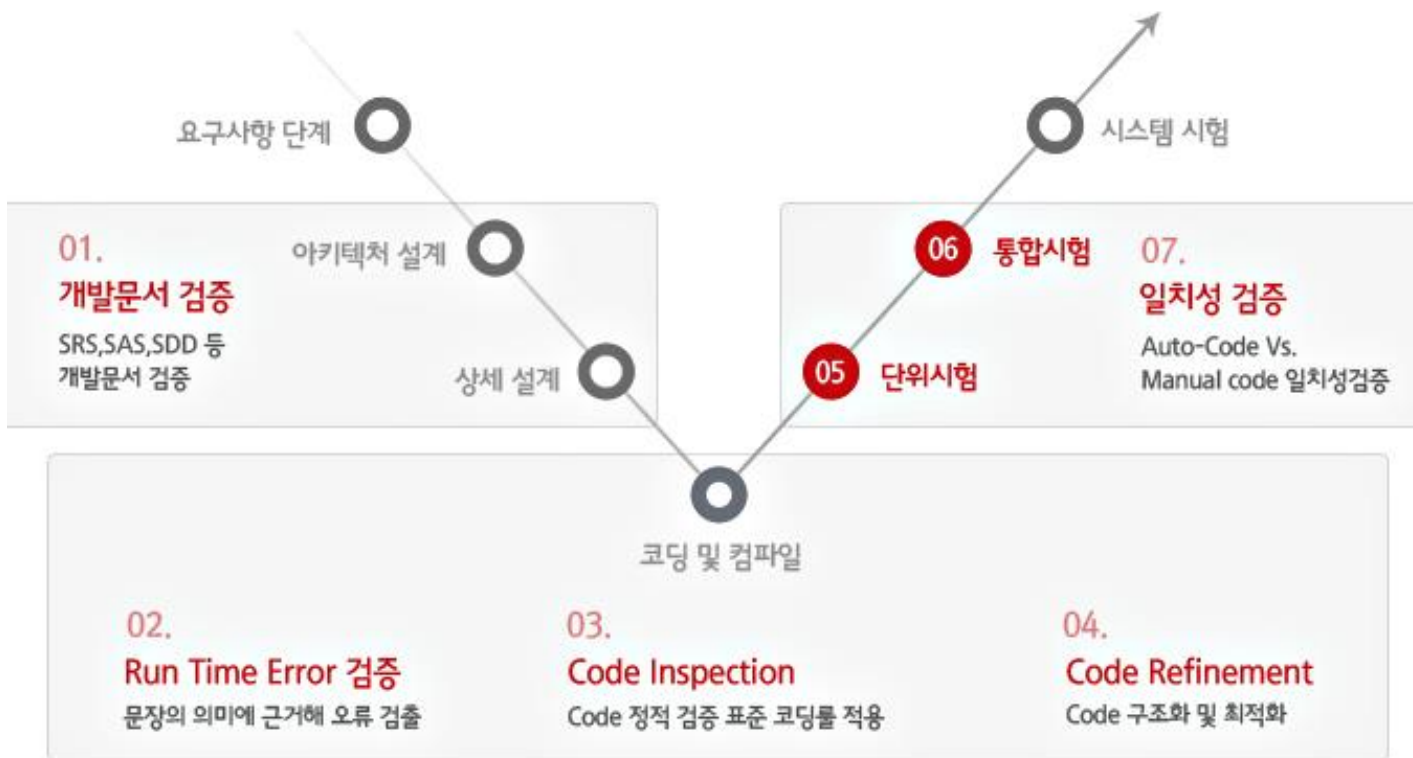 요구사항 단계
시스템 시험
01.
개발문서 검증
SRS,SAS,SDD 등
개발문서 검증
아키텍처 설계
상세 설계
06
통합시험
05
단위시험
07.
일치성 검증
Auto-Code Vs.
Manual code 일치성검증
코딩 및 컴파일
02.
Run Time Error 검증
문장의 의미에 근거해 오류 검출
03.
Code Inspection
Code 정적 검증 표준 코딩룰 적용
04.
Code Refinement
Code 구조화 및 최적화